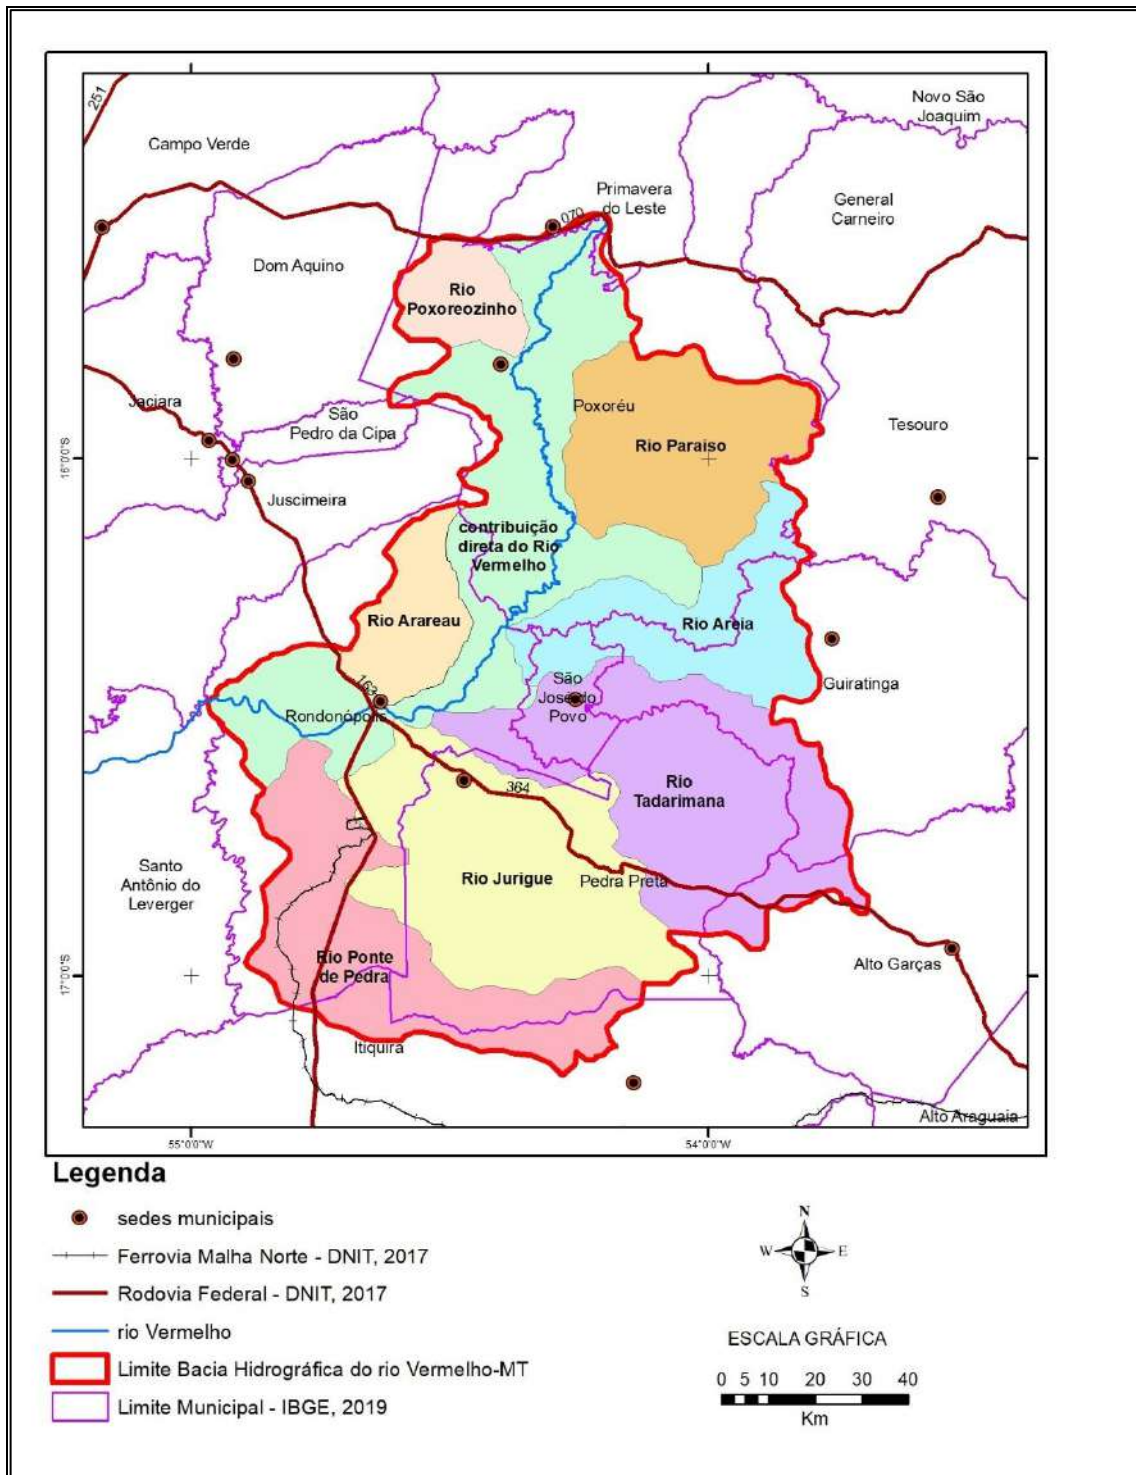 251
Campo Verde
Novo São
Joaquim
Primavera
do Leste
070
General
Carneiro
Dom Aquino
Rio
Poxoreozinho
Jaciara
São
Pedro da Cipa
Poxoréu
Tesouro
Rio Paraiso
16°0'0"S
Juscimeira
contribuição
direta do Rio
Vermelho
Rio Arareau
Rio Areia
163
São
José do
Povo
Guiratinga
Rondonópolis
364
Rio
Tadarimana
Santo
Antônio do
Leverger
Rio Jurigue
Pedra Preta
Rio Ponte
de Pedra
Alto Garças
17°0'0"S
Itiquira
Alto Araguaia
55°0'0"W
54°0'0"W
Legenda
sedes municipais
Ferrovia Malha Norte - DNIT, 2017
Rodovia Federal - DNIT, 2017
rio Vermelho
Limite Bacia Hidrográfica do rio Vermelho-MT
Limite Municipal - IBGE, 2019
N
W E
S
ESCALA GRÁFICA
0 5 10 20 30 40
Km